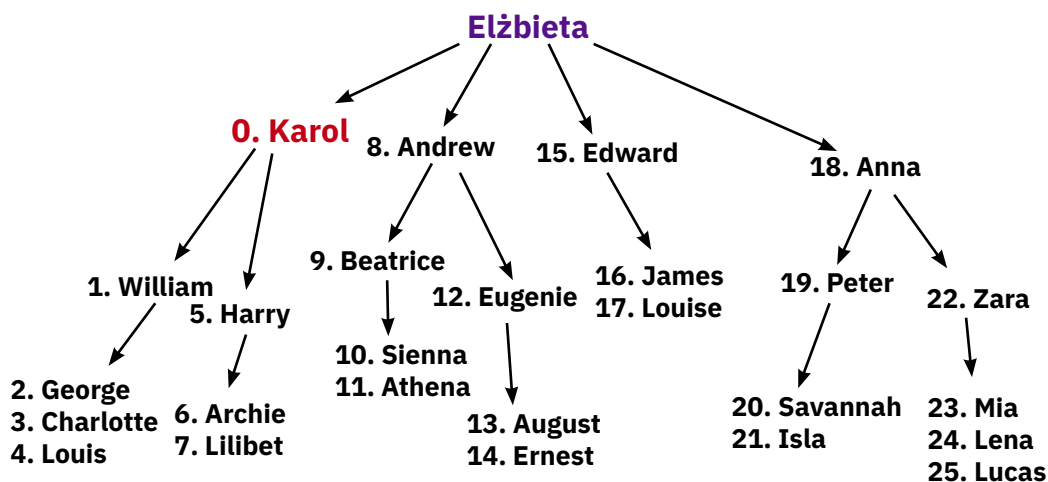 Elżbieta
0. Karol
8. Andrew
15. Edward
18. Anna
1. William
5. Harry
9. Beatrice
12. Eugenie
16. James
17. Louise
19. Peter
22. Zara
2. George
3. Charlotte
4. Louis
6. Archie
7. Lilibet
10. Sienna
11. Athena
13. August
14. Ernest
20. Savannah
21. Isla
23. Mia
24. Lena
25. Lucas